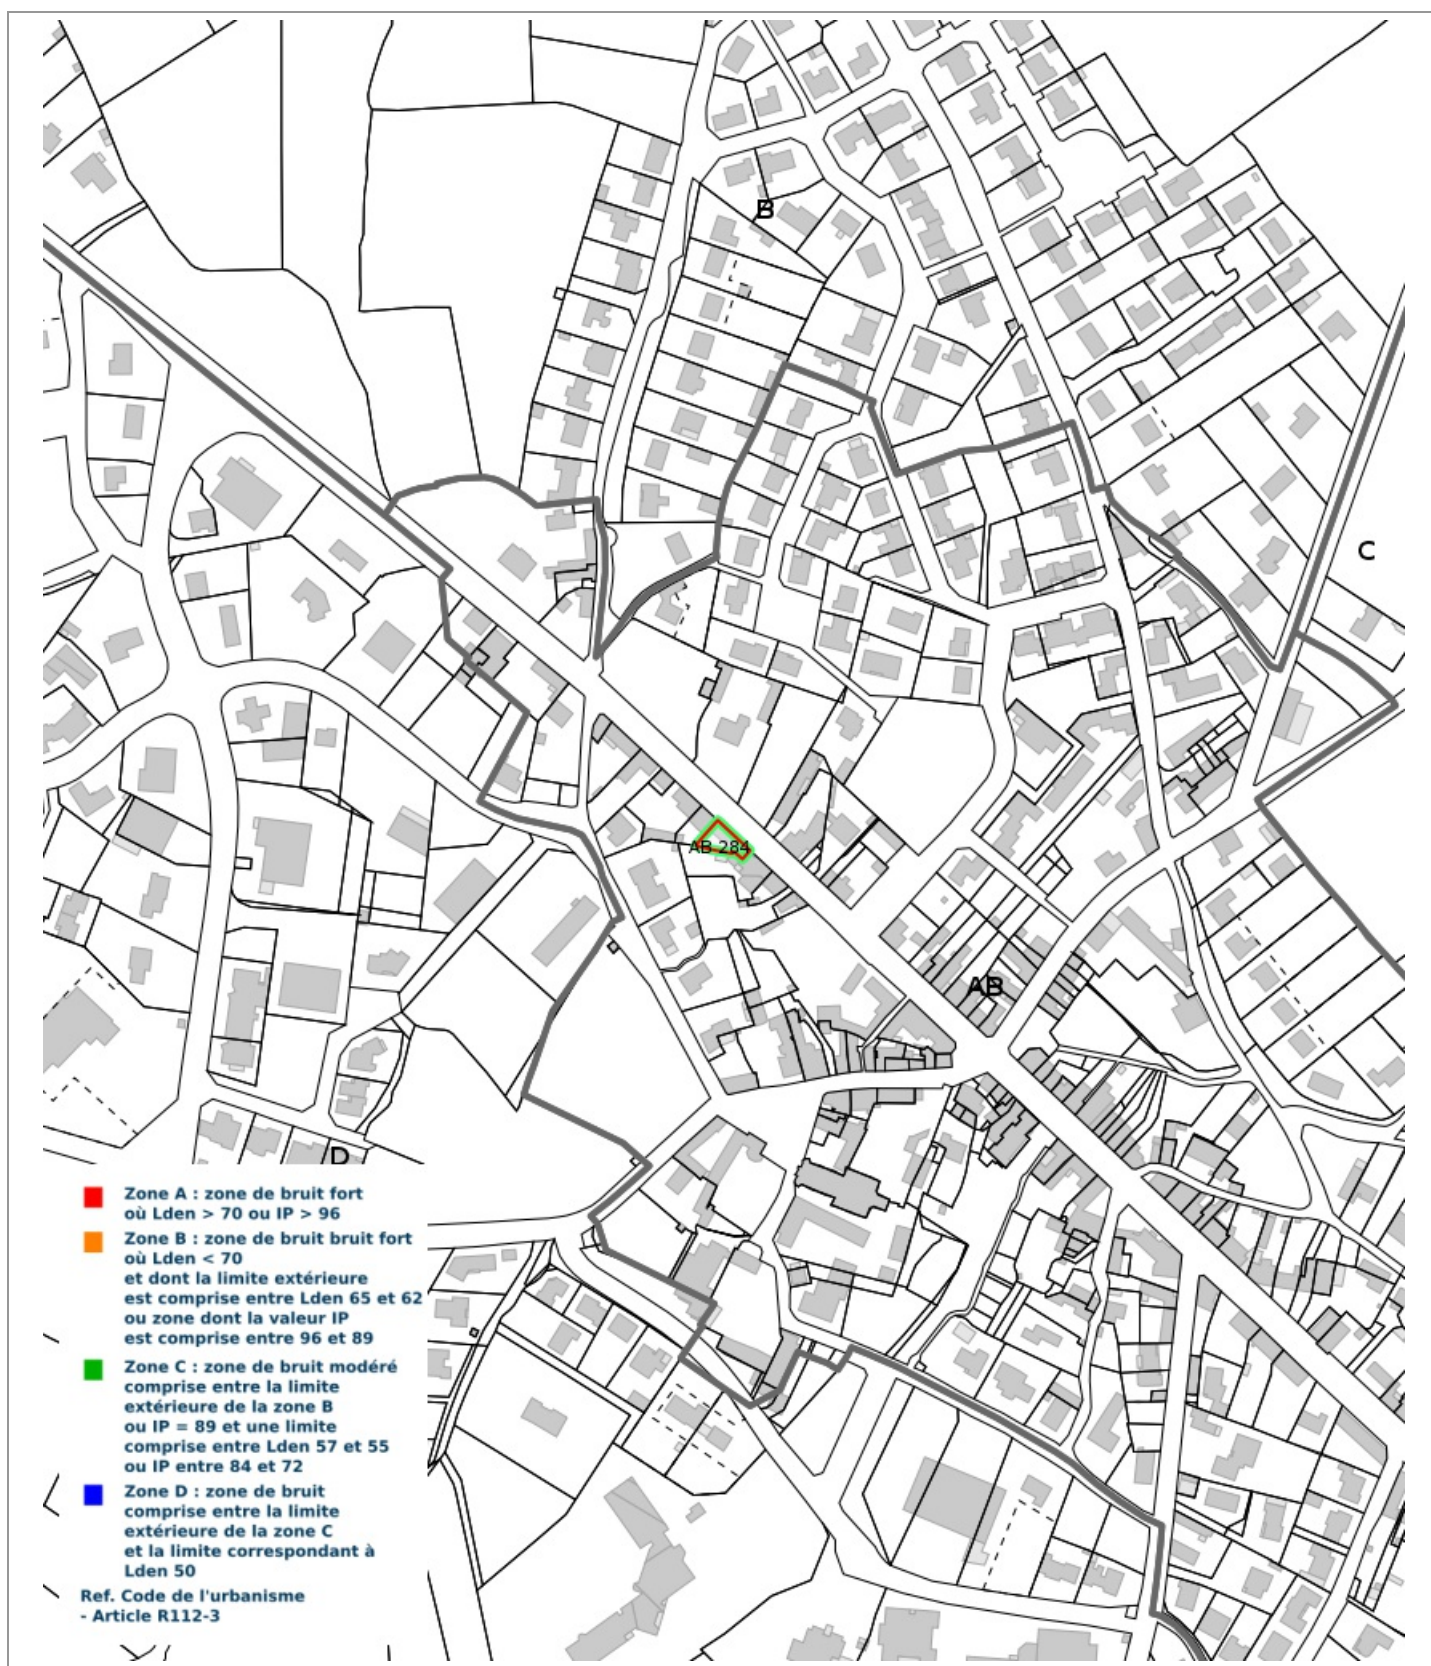 B
C
AB 284
AB
D
Zone A : zone de bruit fort
où Lden > 70 ou IP > 96
Zone B : zone de bruit bruit fort
où Lden < 70
et dont la limite extérieure
est comprise entre Lden 65 et 62
ou zone dont la valeur IP
est comprise entre 96 et 89
Zone C : zone de bruit modéré
comprise entre la limite
extérieure de la zone B
ou IP = 89 et une limite
comprise entre Lden 57 et 55
ou IP entre 84 et 72
Zone D : zone de bruit
comprise entre la limite
extérieure de la zone C
et la limite correspondant à
Lden 50
Ref. Code de l'urbanisme
- Article R112-3